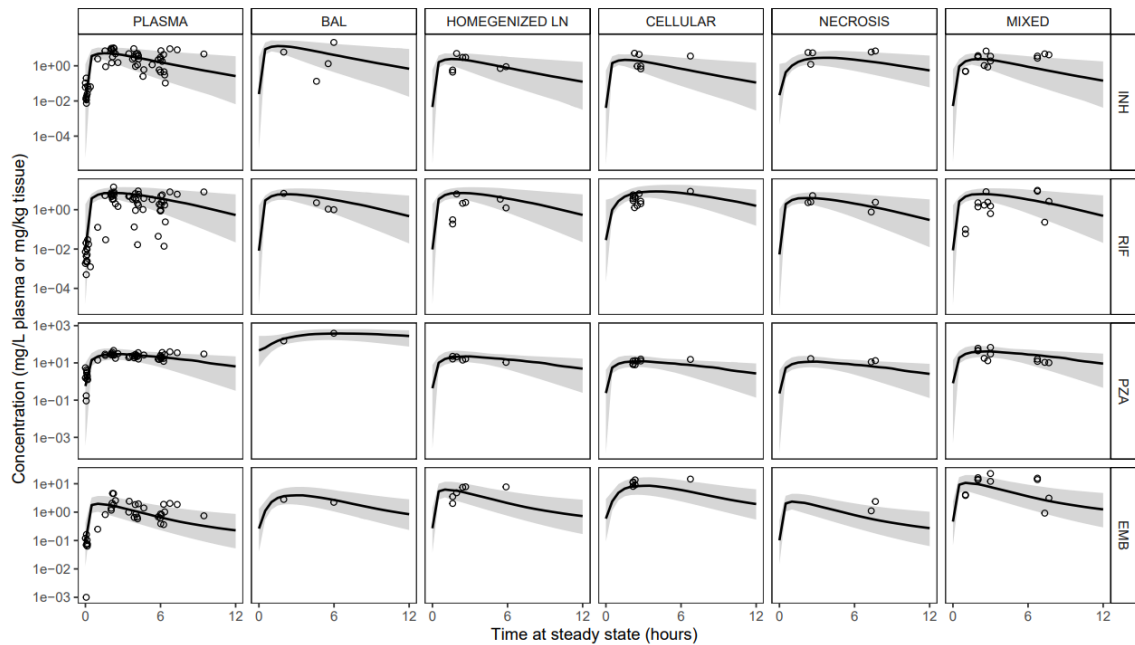 PLASMA BAL HOMEGENIZED LN CELLULAR NECROSIS MIXED
1e+00
1e-02
1e-04
INH
1e+00
1e-02
1e-04
RIF
1e+03
1e+01
1e-01
1e-03
PZA
1e+01
1e+00
1e-01
1e-02
1e-03
EMB
Concentration (mg/L plasma or mg/kg tissue)
0 6 12 0 6 12 0 6 12 0 6 12 0 6 12 0 6 12
Time at steady state (hours)